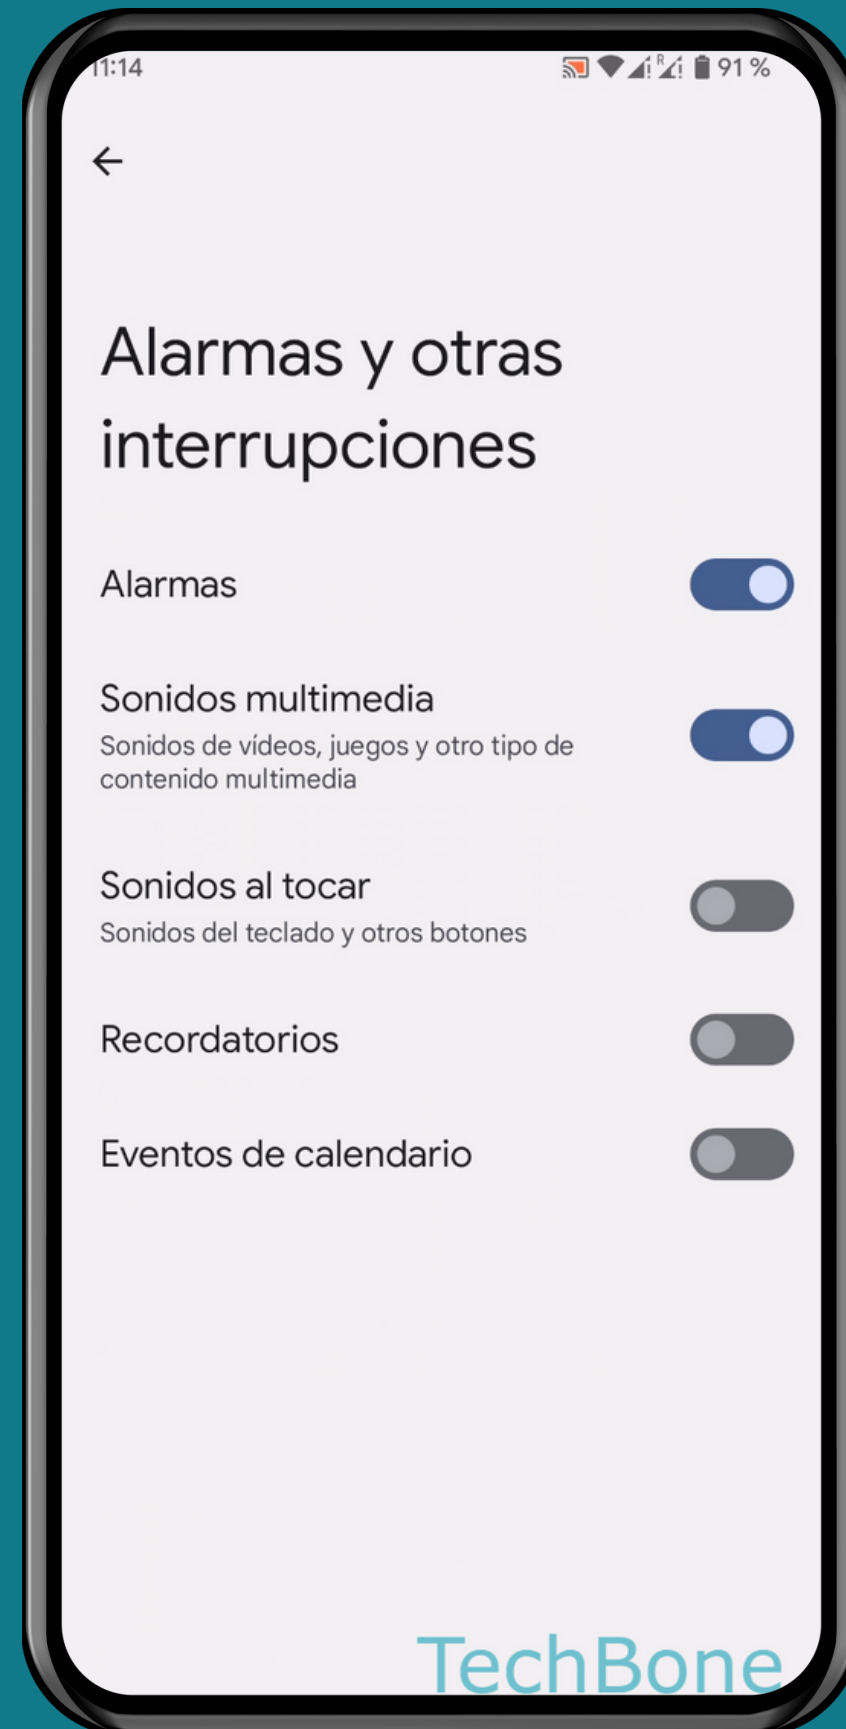 11:14
R
91 %
Alarmas y otras
interrupciones
Alarmas
Sonidos multimedia
Sonidos de vídeos, juegos y otro tipo de
contenido multimedia
Sonidos al tocar
Sonidos del teclado y otros botones
Recordatorios
Eventos de calendario
TechBone